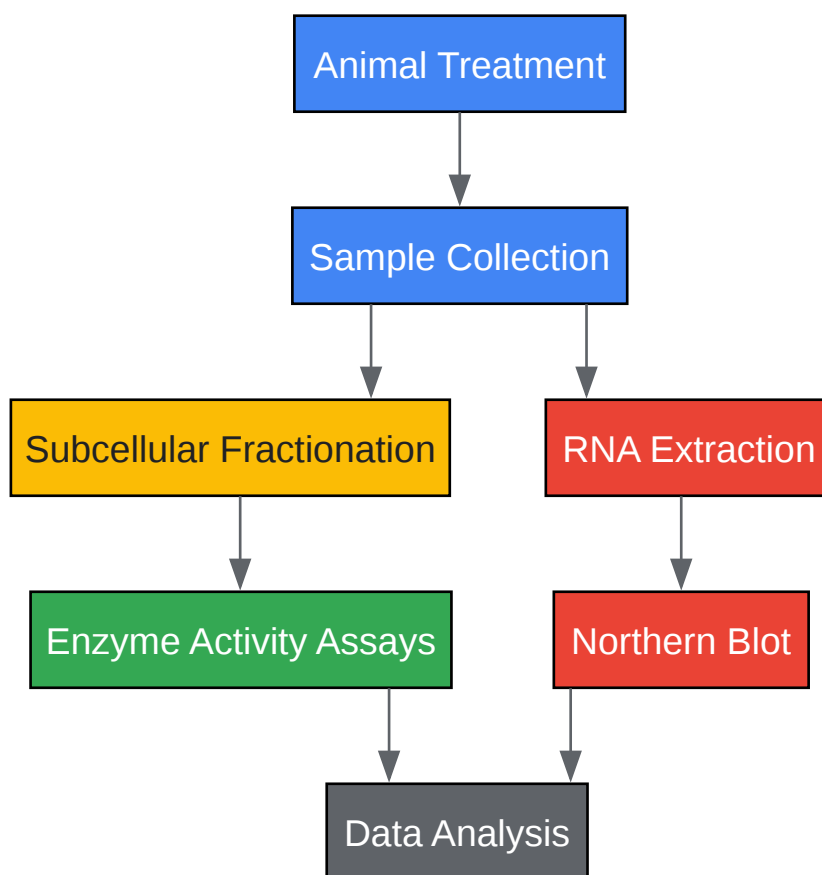 Animal Treatment
Sample Collection
Subcellular Fractionation
RNA Extraction
Enzyme Activity Assays
Northern Blot
Data Analysis